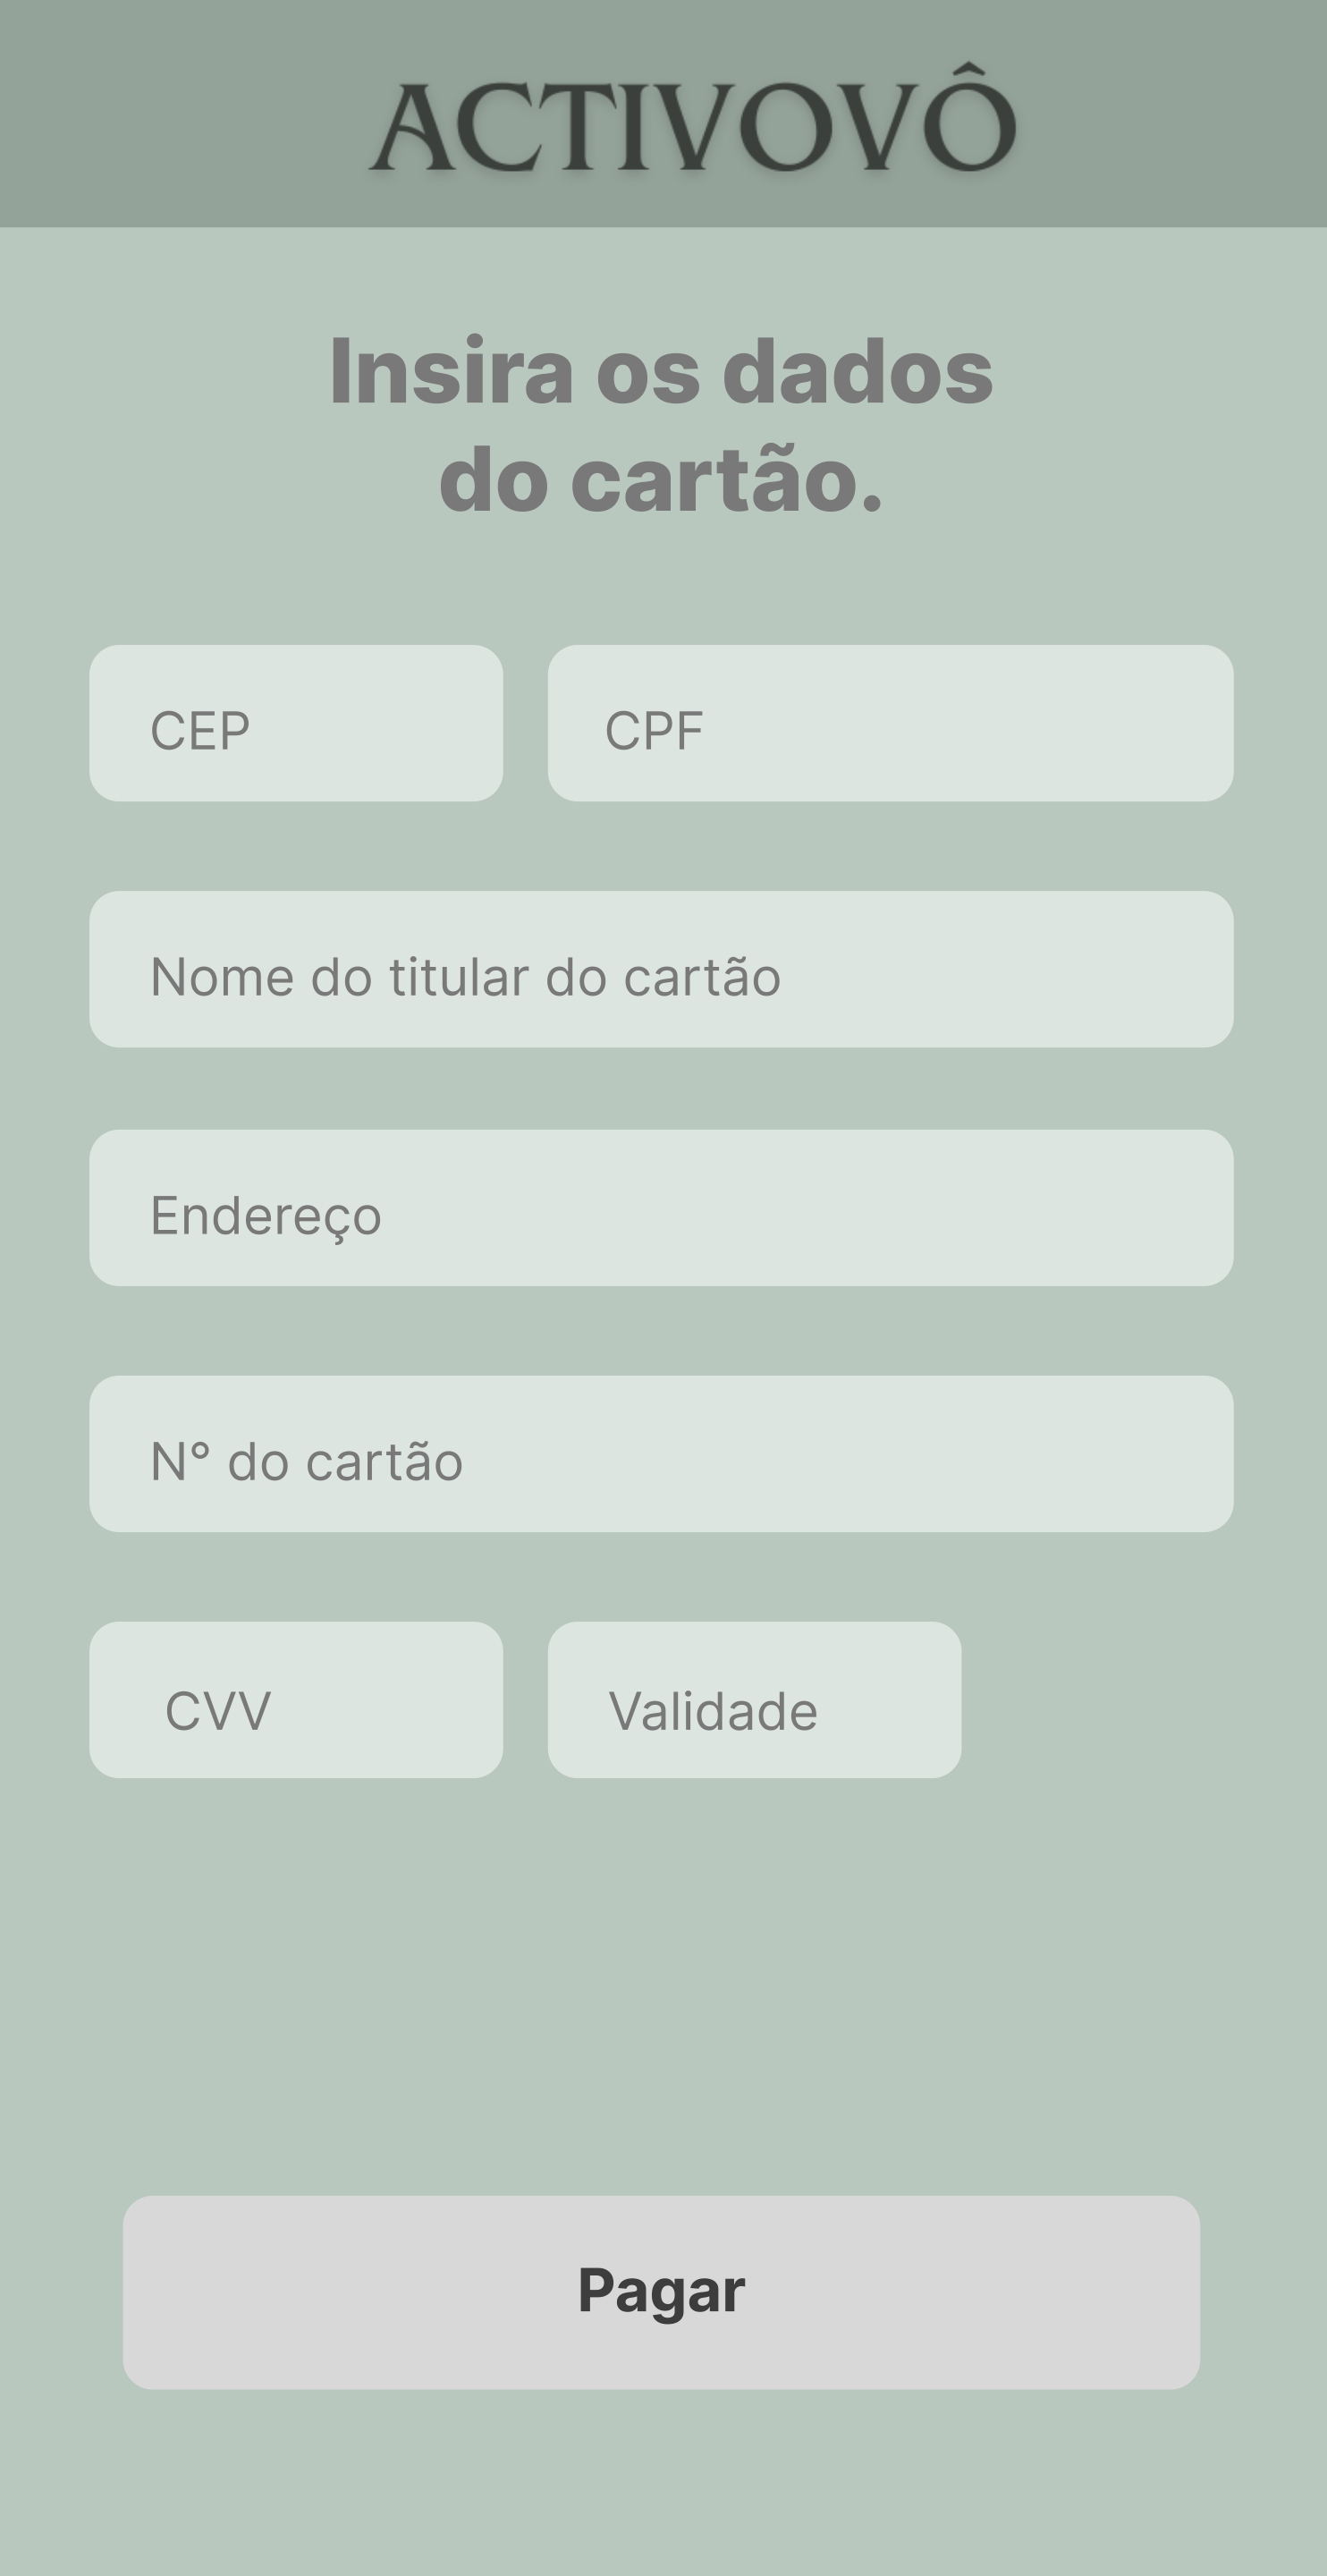 ACTIVOVÔ
Insira os dados
do cartão.
CEP
CPF
Nome do titular do cartão
Endereço
N° do cartão
CVV
Validade
Pagar